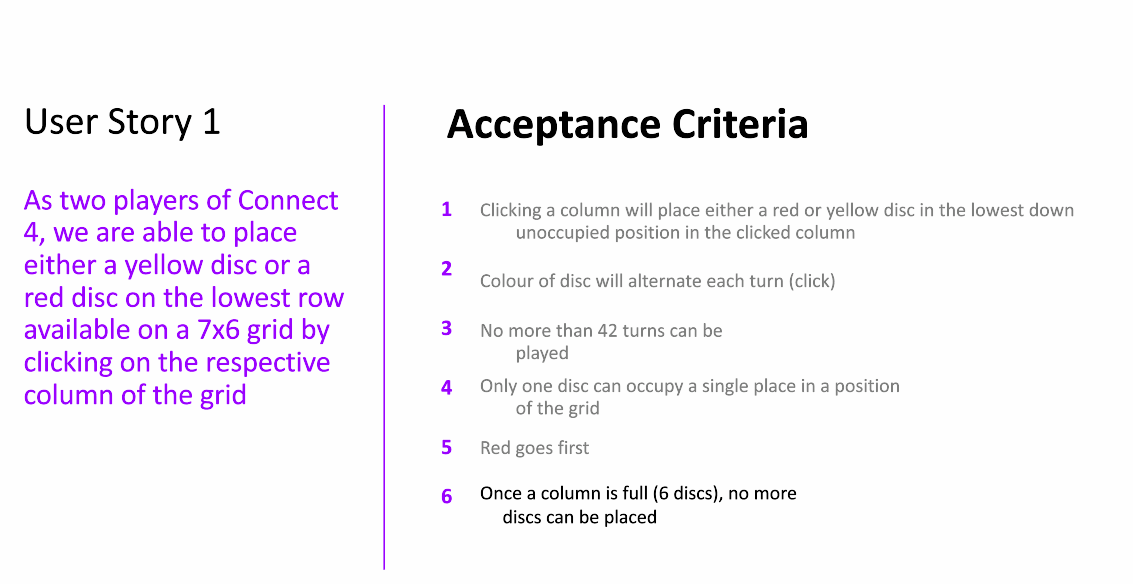 User Story 1
As two players of Connect
4, we are able to place
either a yellow disc or a
red disc on the lowest row
available on a 7x6 grid by
clicking on the respective
column of the grid
Acceptance Criteria
1 Clicking a column will place either a red or yellow disc in the lowest down
unoccupied position in the clicked column
2 Colour of disc will alternate each turn (click)
3 No more than 42 turns can be
played
4 Only one disc can occupy a single place in a position
of the grid
5 Red goes first
6 Once a column is full (6 discs), no more
discs can be placed